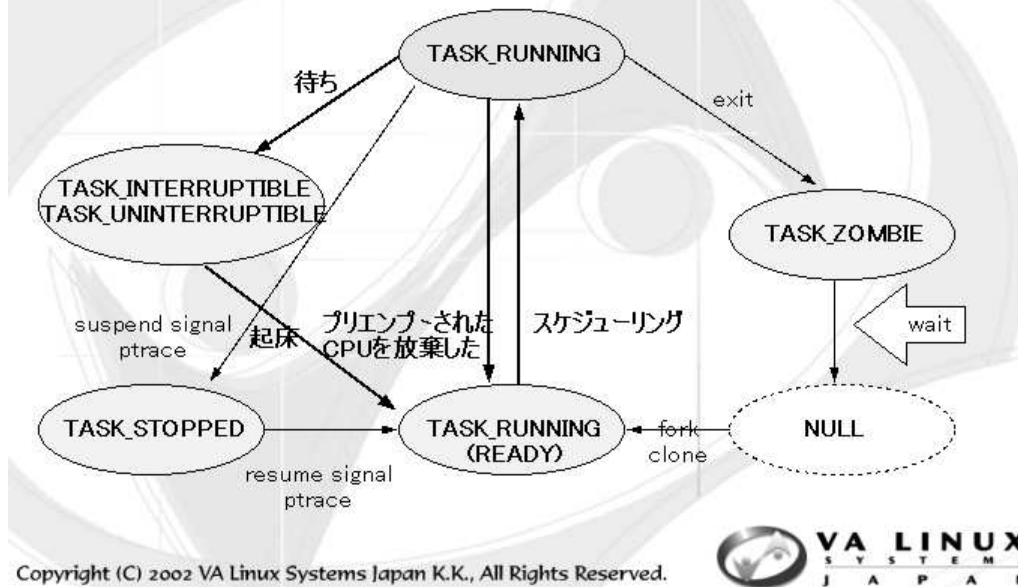 TASK_RUNNING
待ち
exit
TASK_INTERRUPTIBLE
TASK_UNINTERRUPTIBLE
TASK_ZOMBIE
suspend signal
ptrace
起床
プリエンプトされた
CPUを放棄した
スケジューリング
wait
TASK_STOPPED
TASK_RUNNING
(READY)
fork
clone
NULL
resume signal
ptrace
Copyright (C) 2002 VA Linux Systems Japan K.K., All Rights Reserved.
VA LINUX
SYSTEM
JAPA